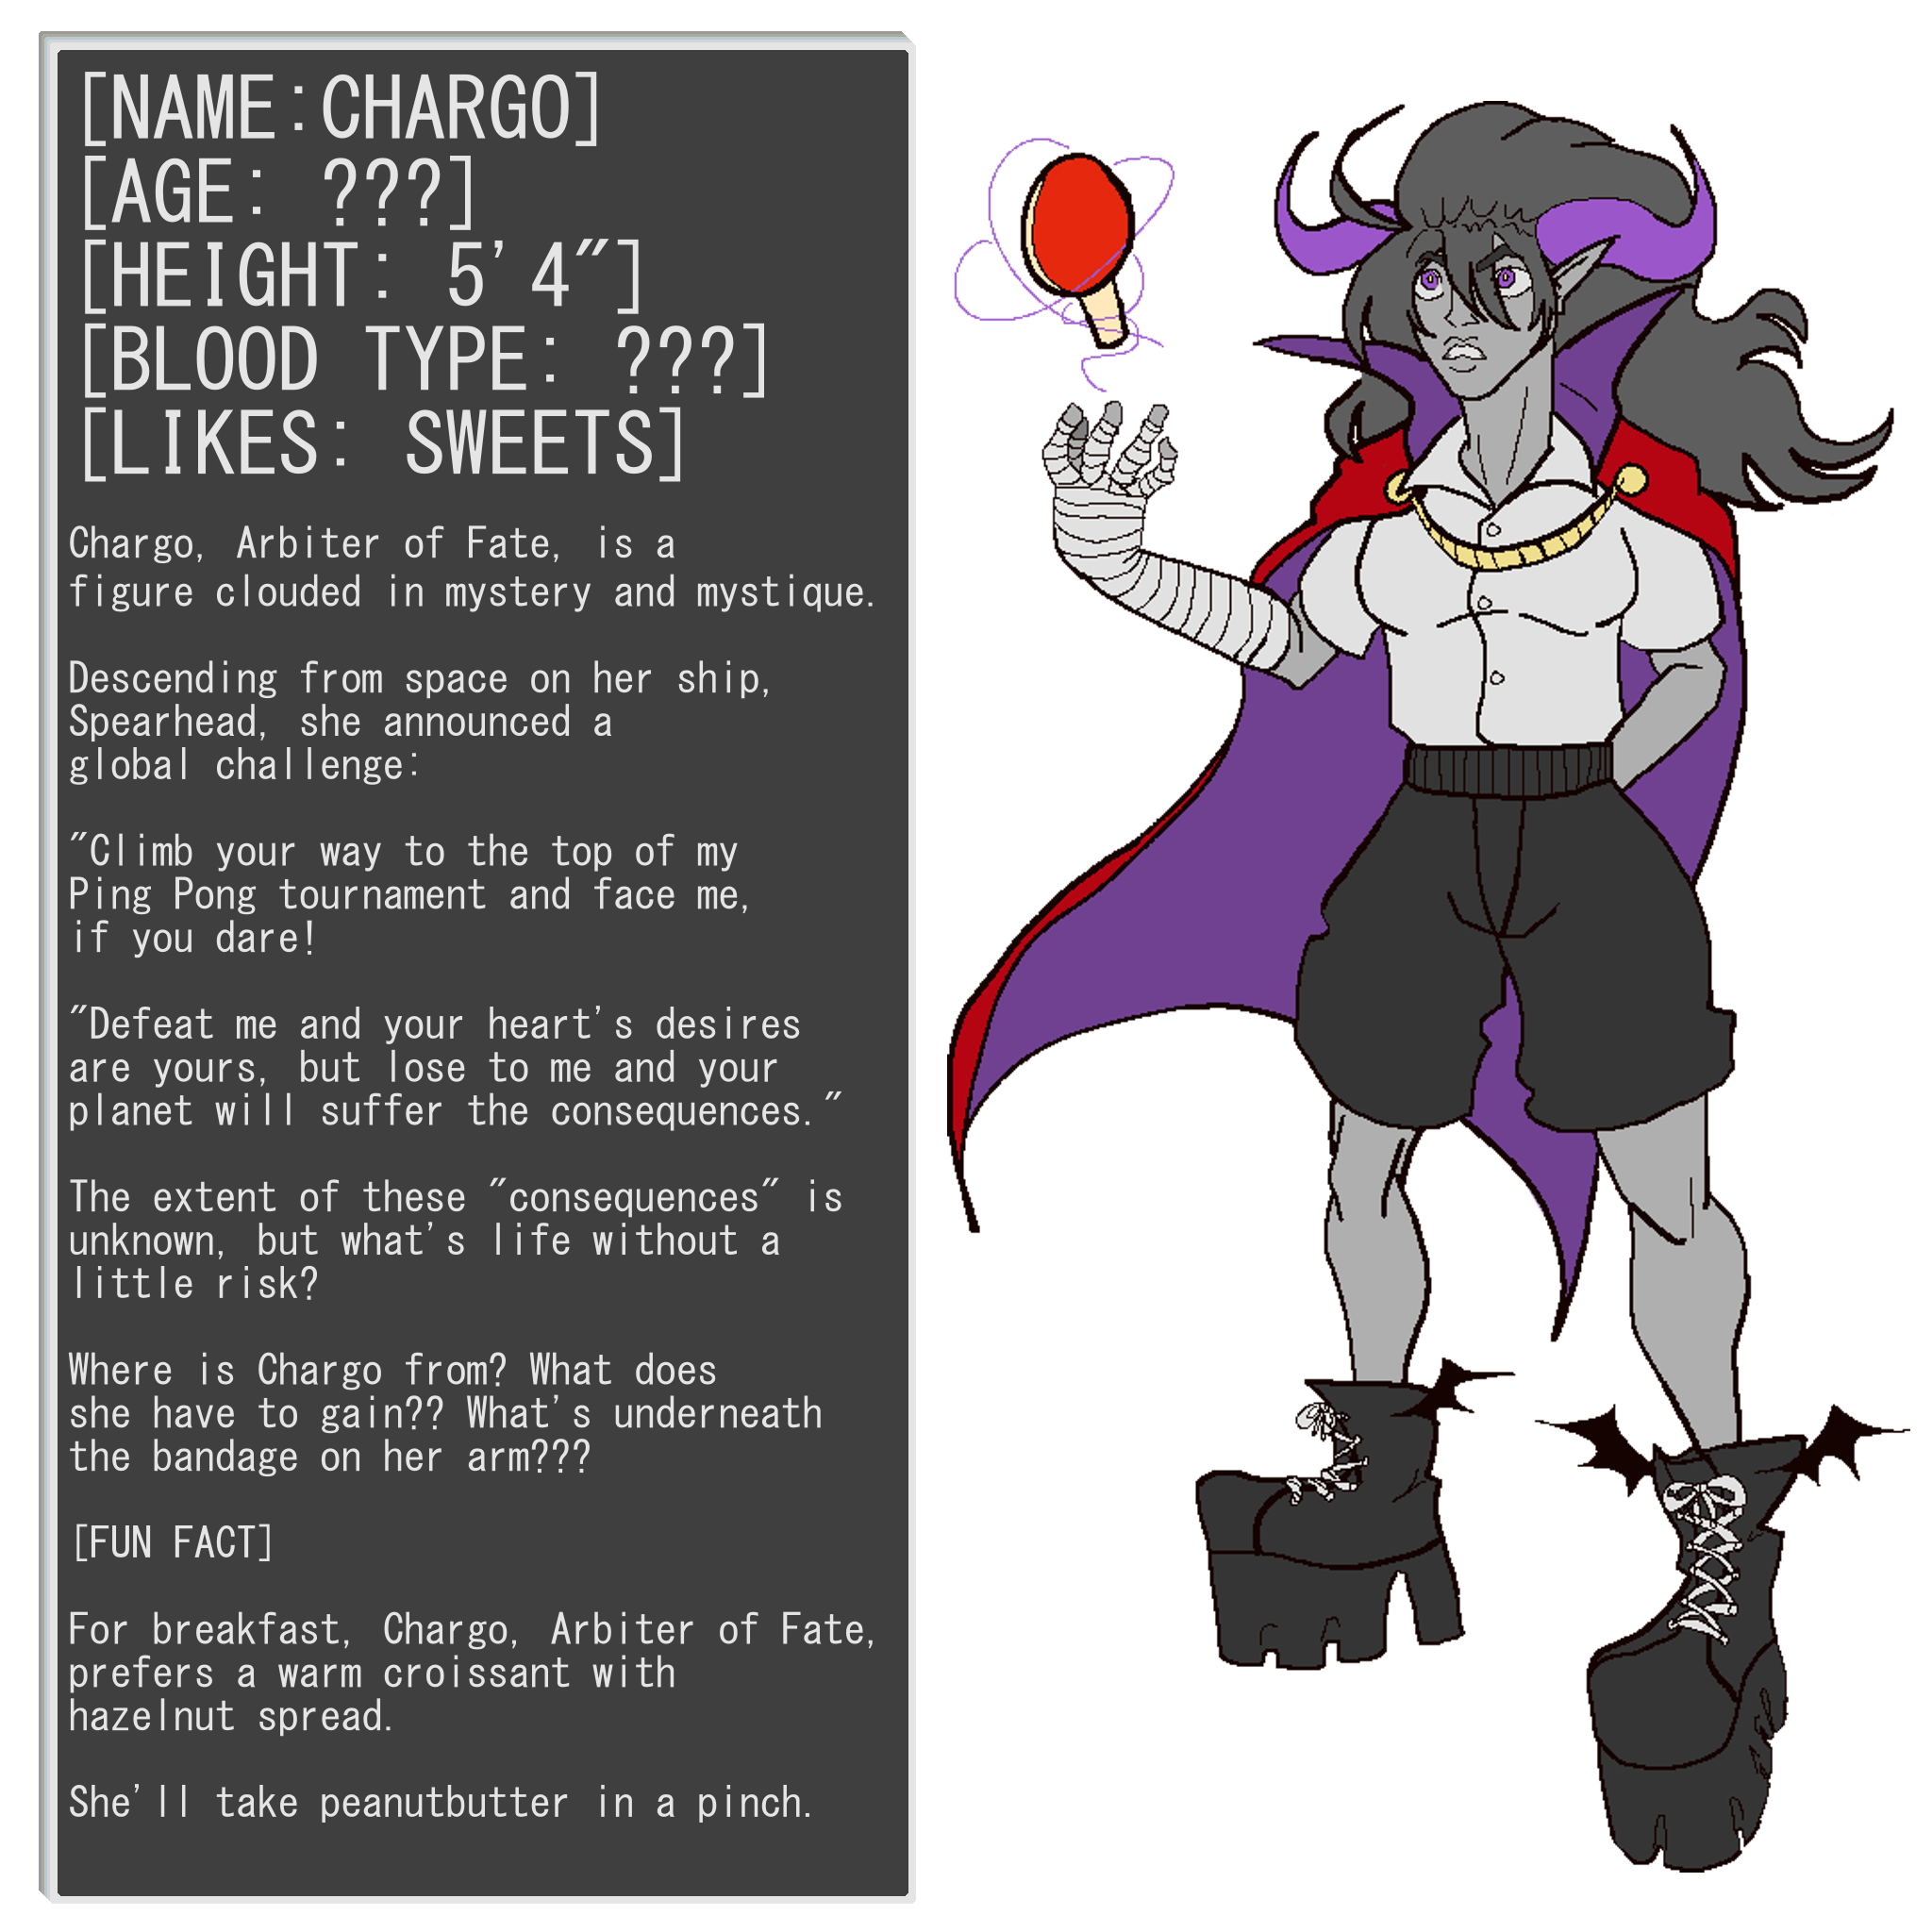 [NAME:CHARGO]
[AGE: ???]
[HEIGHT: 5'4"]
[BLOOD TYPE: ???]
[LIKES: SWEETS]
Chargo, Arbiter of Fate, is a
figure clouded in mystery and mystique.
Descending from space on her ship,
Spearhead, she announced a
global challenge:
"Climb your way to the top of my
Ping Pong tournament and face me,
if you dare!
"Defeat me and your heart's desires
are yours, but lose to me and your
planet will suffer the consequences."
The extent of these "consequences" is
unknown, but what's life without a
little risk?
Where is Chargo from? What does
she have to gain?? What's underneath
the bandage on her arm???
[FUN FACT]
For breakfast, Chargo, Arbiter of Fate,
prefers a warm croissant with
hazelnut spread.
She'll take peanutbutter in a pinch.